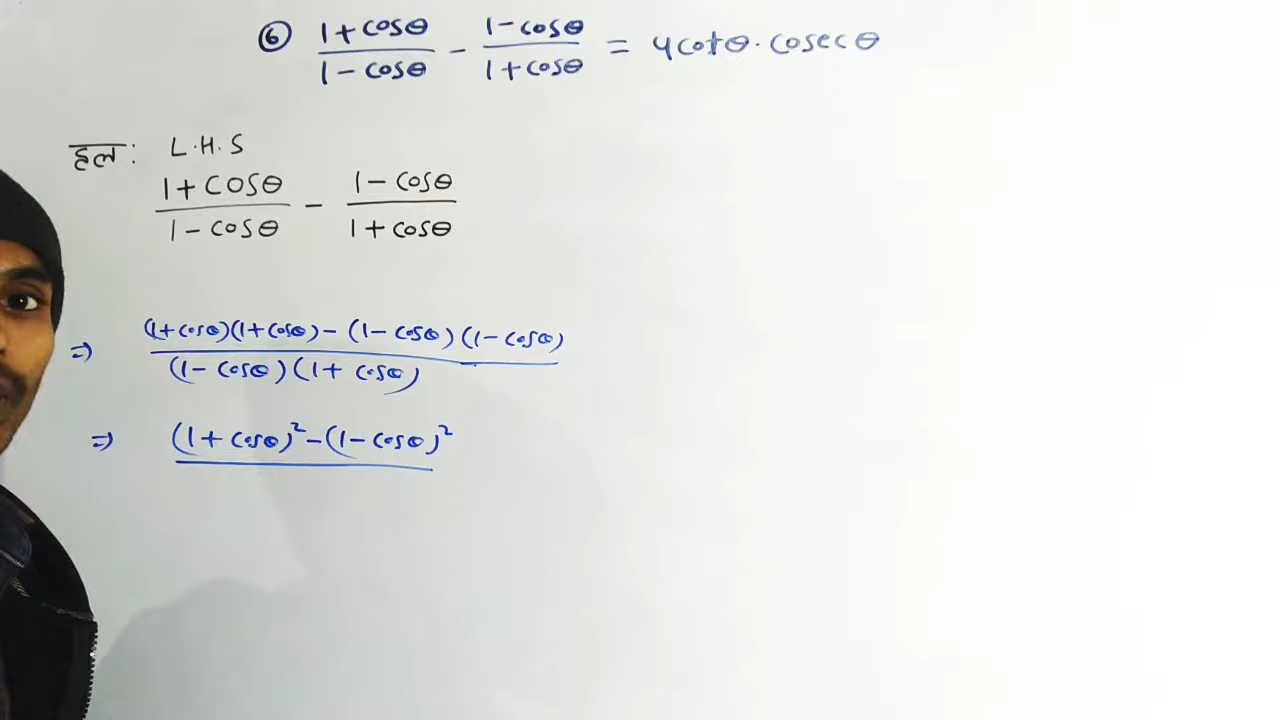 ⑥ 1+cosθ/1-cosθ - 1-cosθ/1+cosθ = 4cotθ.cosecθ
हल: L.H.S
1+cosθ/1-cosθ - 1-cosθ/1+cosθ
⇒ (1+cosθ)(1+cosθ)-(1-cosθ)(1-cosθ)/(1-cosθ)(1+cosθ)
⇒ (1+cosθ)²-(1-cosθ)²